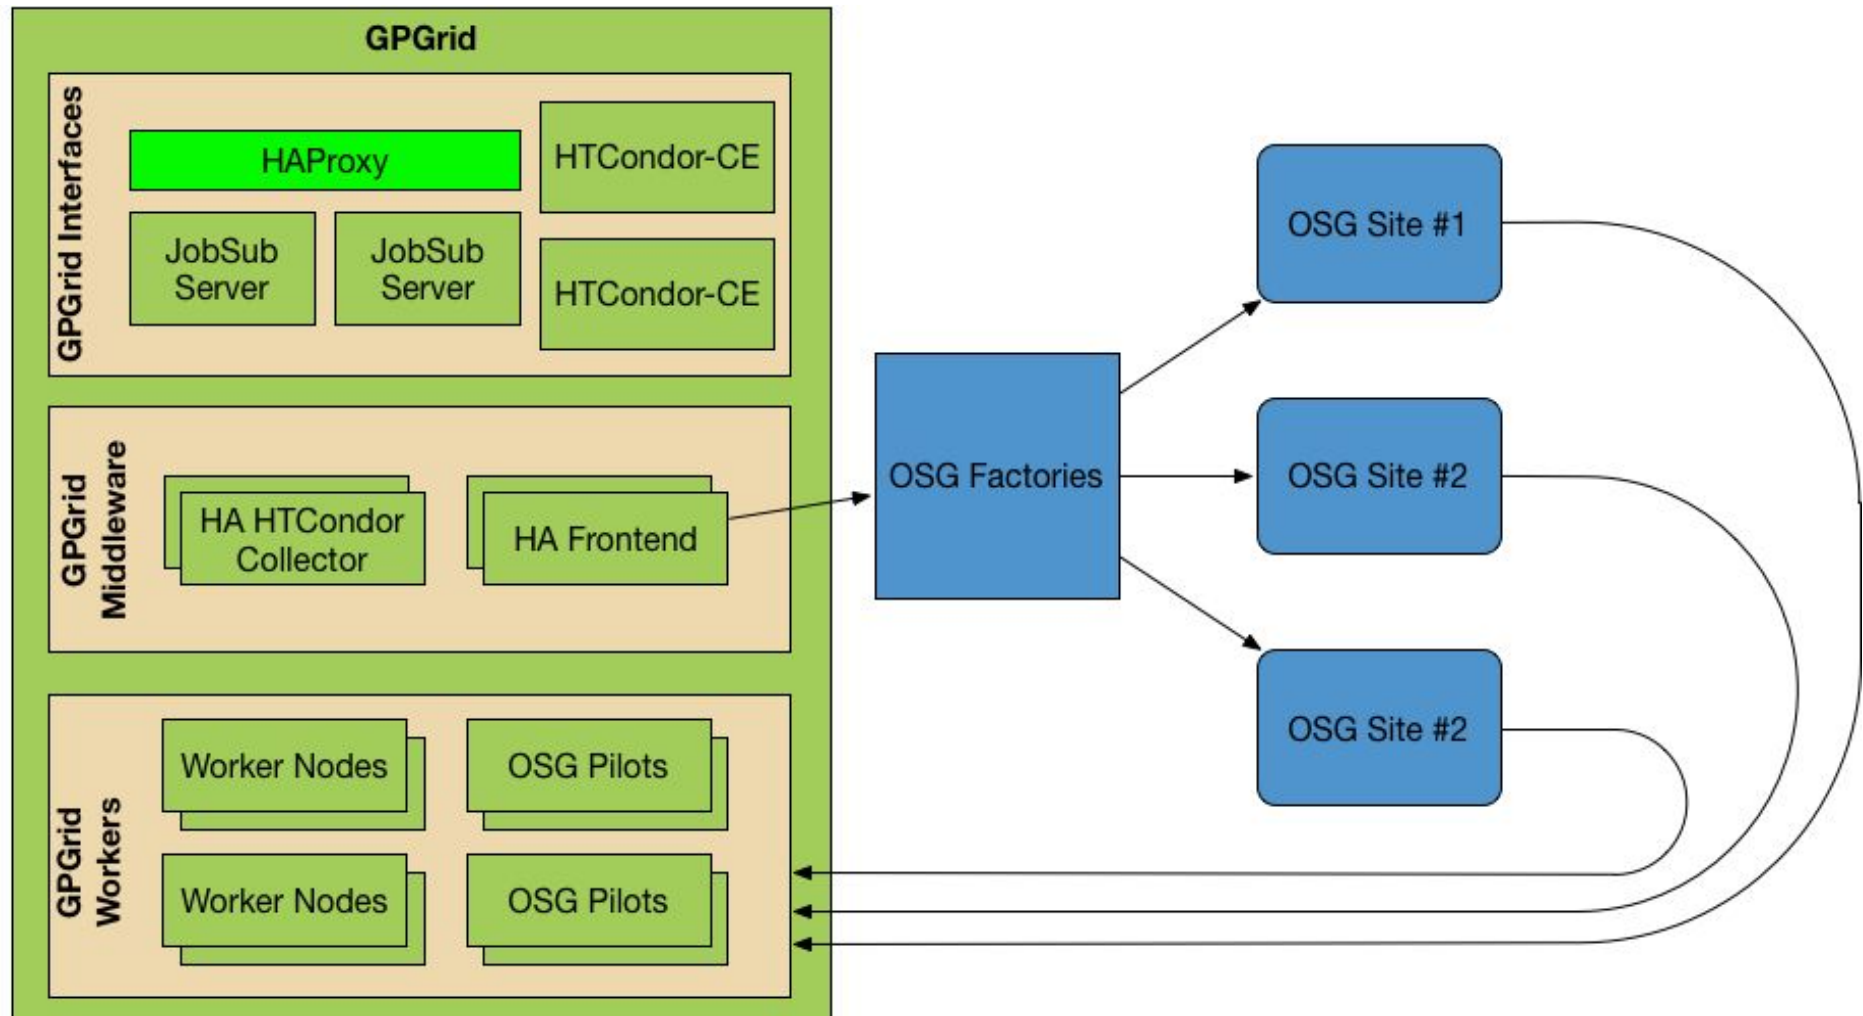 GPGrid
GPGrid Interfaces
HAProxy
JobSub
Server
JobSub
Server
HTCondor-CE
HTCondor-CE
GPGrid
Middleware
HA HTCondor
Collector
HA Frontend
GPGrid
Workers
Worker Nodes
OSG Pilots
Worker Nodes
OSG Pilots
OSG Factories
OSG Site #1
OSG Site #2
OSG Site #2